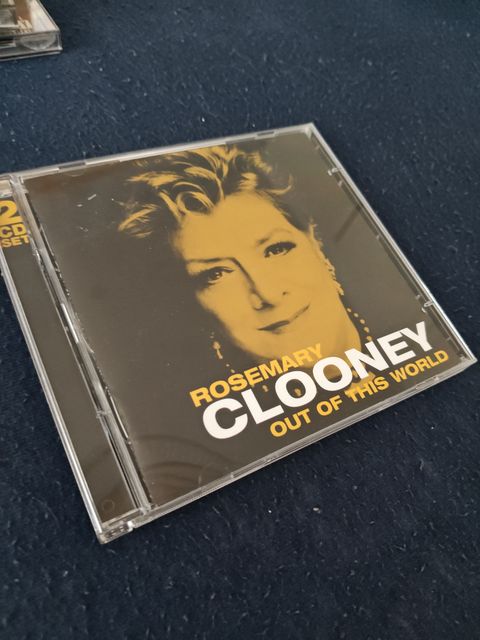 2
CD
SET
ROSEMARY
CLOONEY
OUT OF THIS WORLD